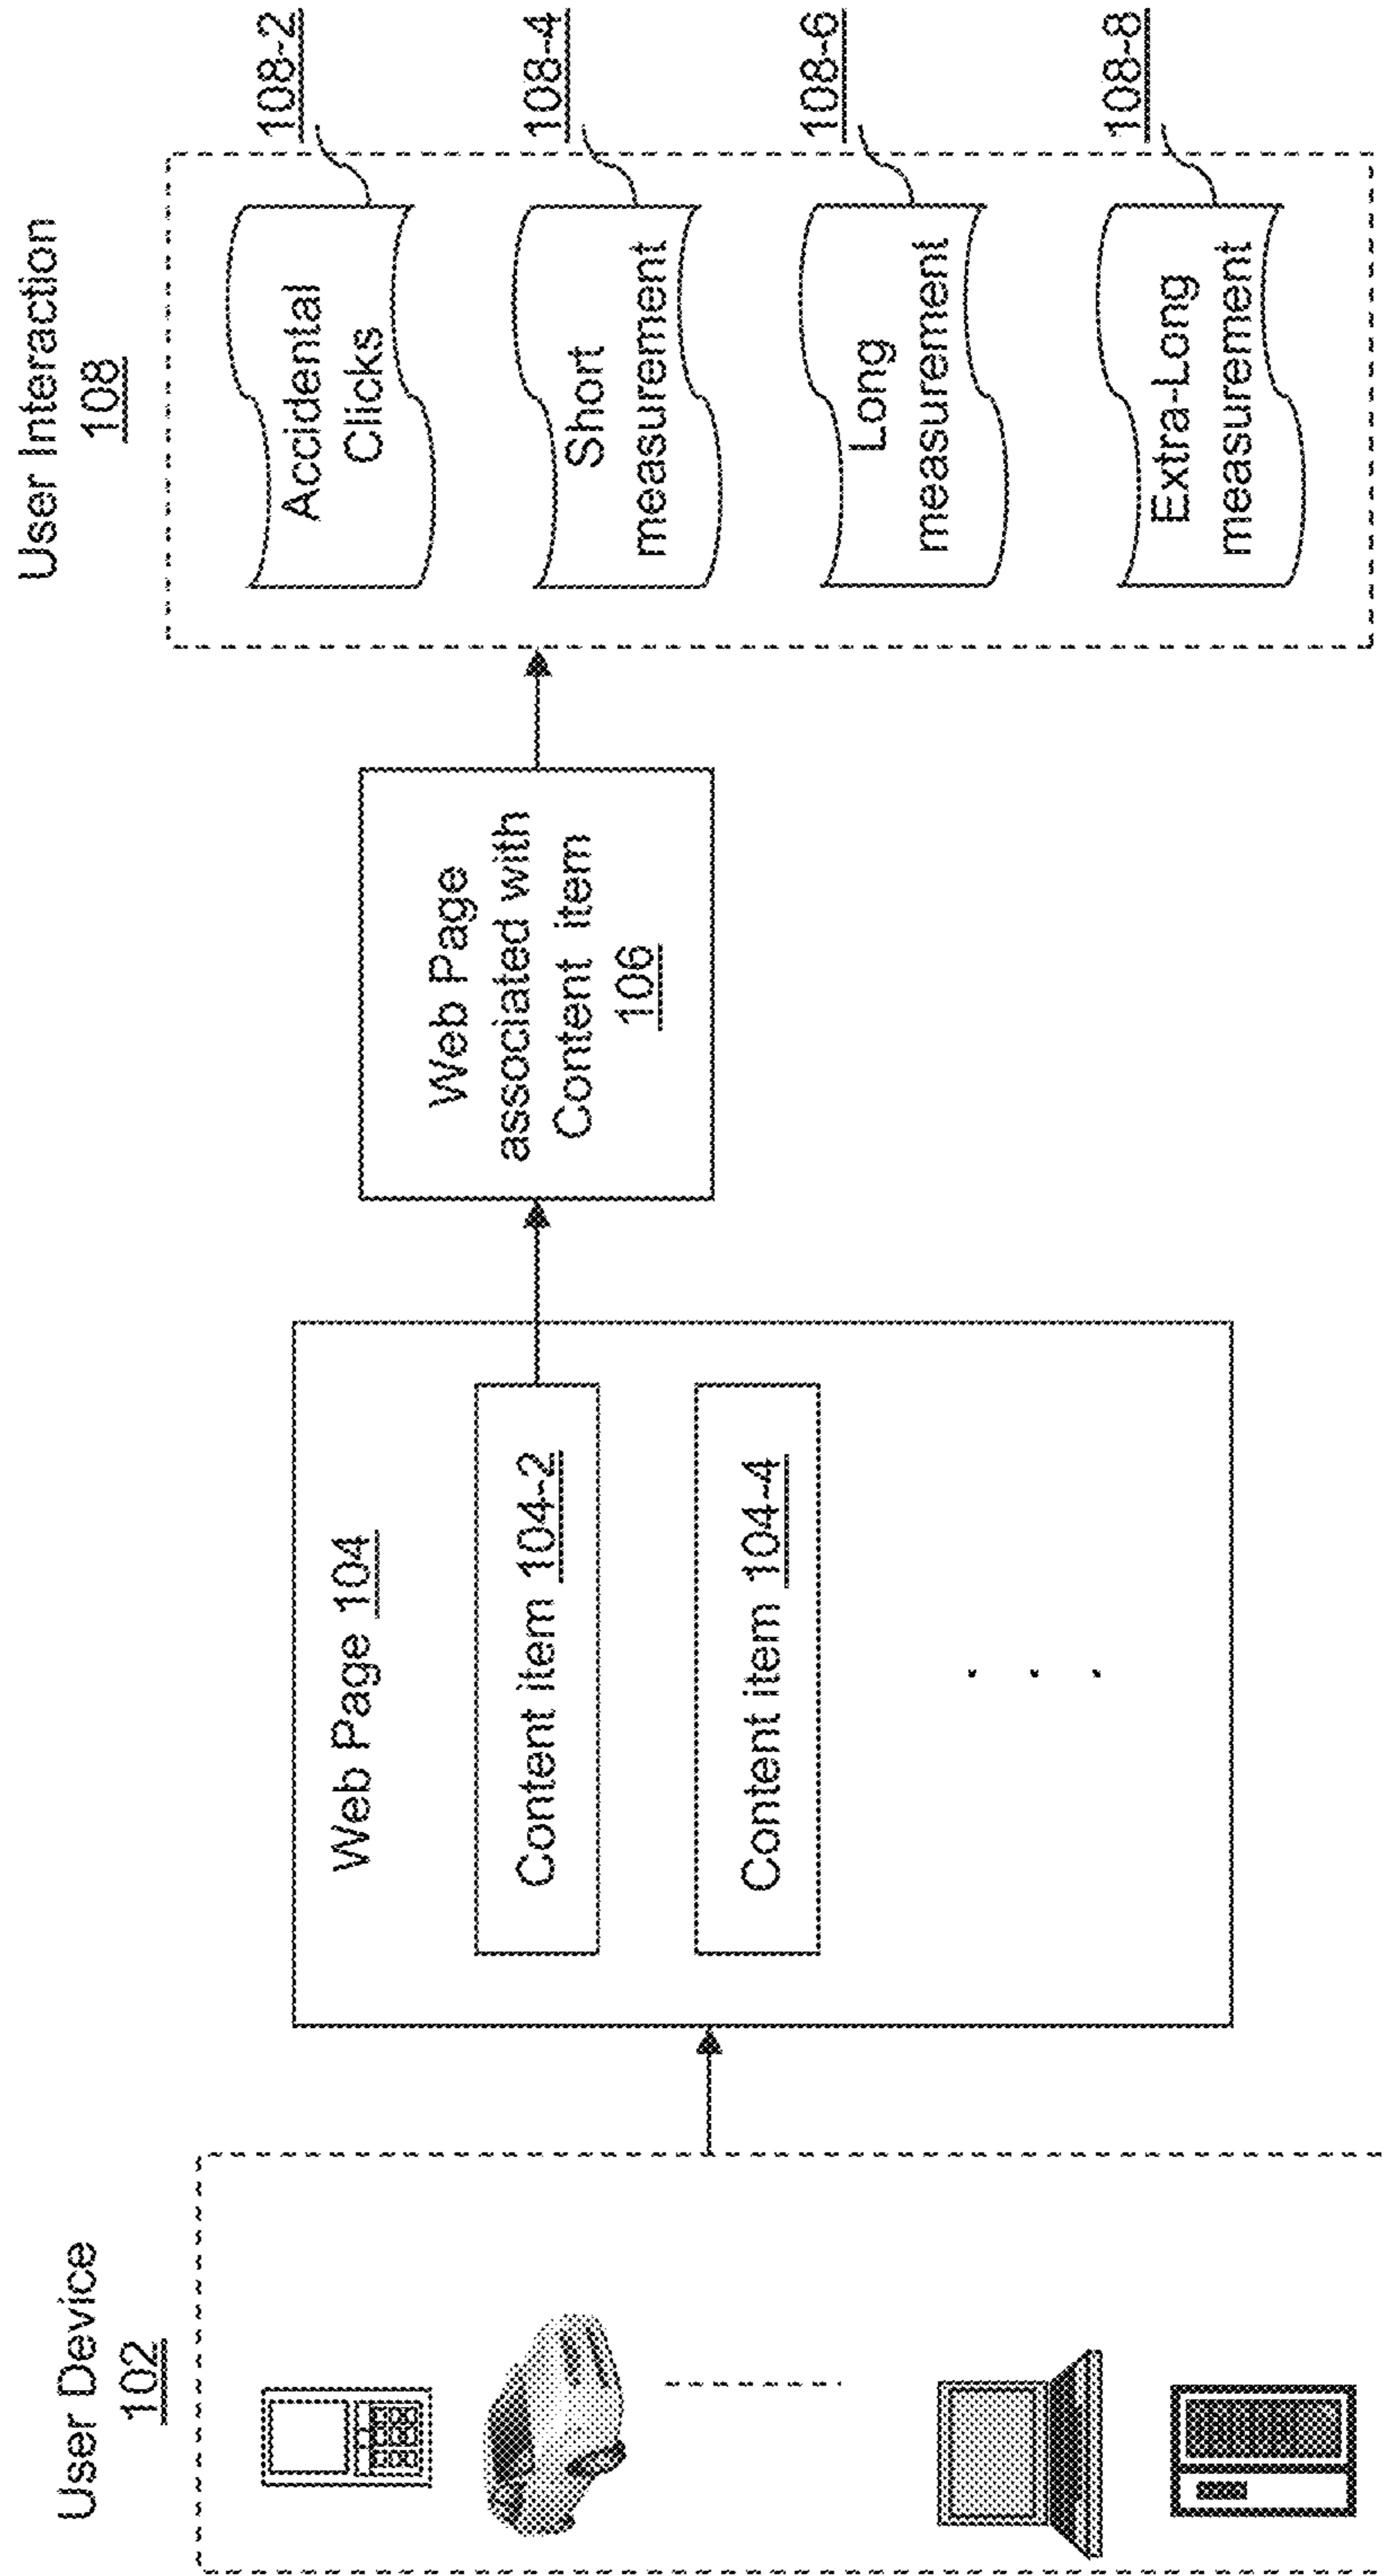 User Device
102
Web Page 104
Content item 104-2
Content item 104-4
Web Page
associated with
Content item
106
User Interaction
108
Accidental
Clicks
108-2
Short
measurement
108-4
Long
measurement
108-6
Extra-Long
measurement
108-8